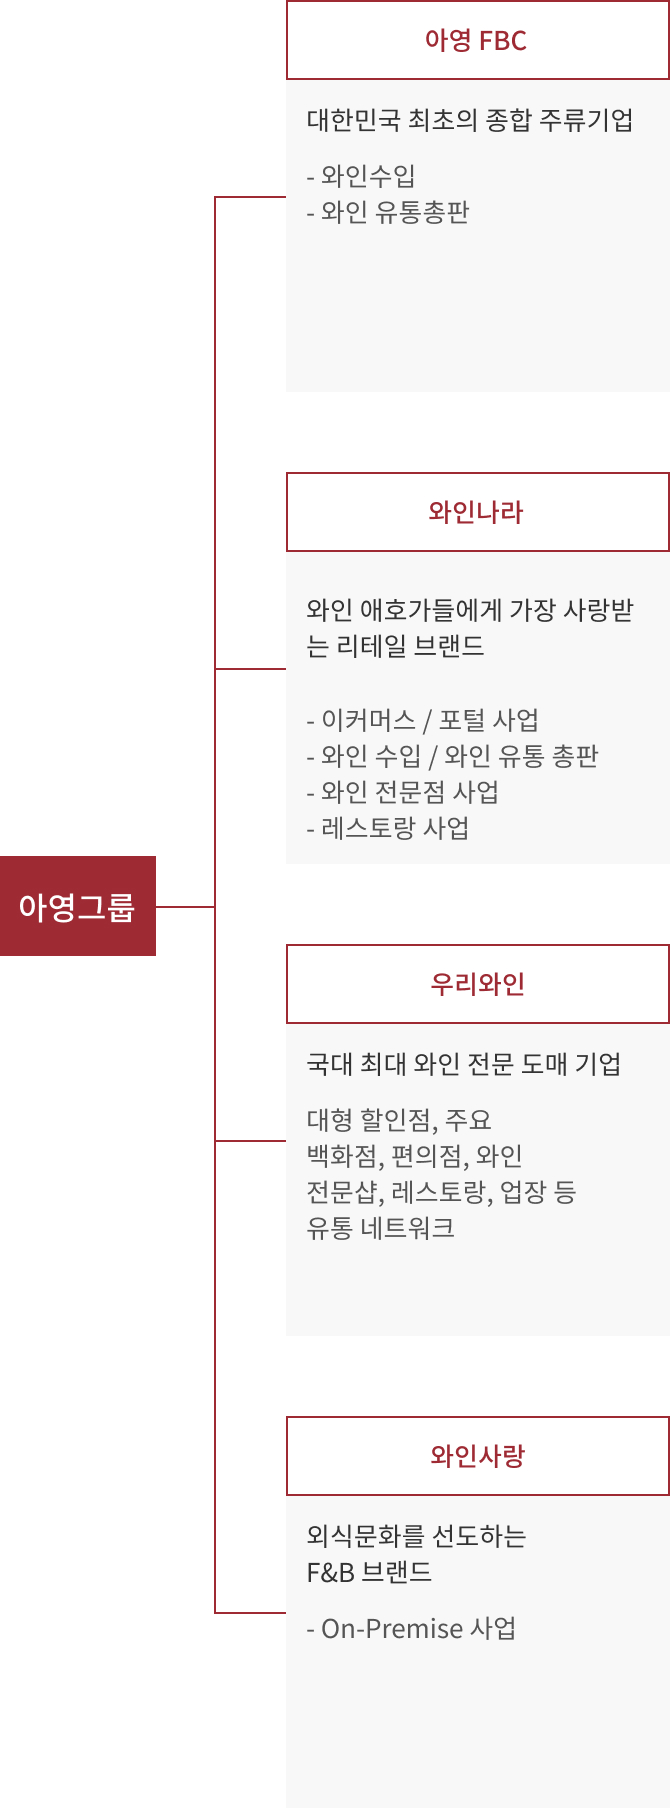 아영 FBC
대한민국 최초의 종합 주류기업
- 와인수입
- 와인 유통총판
와인나라
와인 애호가들에게 가장 사랑받
는 리테일 브랜드
- 이커머스 / 포털 사업
- 와인 수입 / 와인 유통 총판
- 와인 전문점 사업
- 레스토랑 사업
아영그룹
우리와인
국대 최대 와인 전문 도매 기업
대형 할인점, 주요
백화점, 편의점, 와인
전문샵, 레스토랑, 업장 등
유통 네트워크
와인사랑
외식문화를 선도하는
F&B 브랜드
- On-Premise 사업